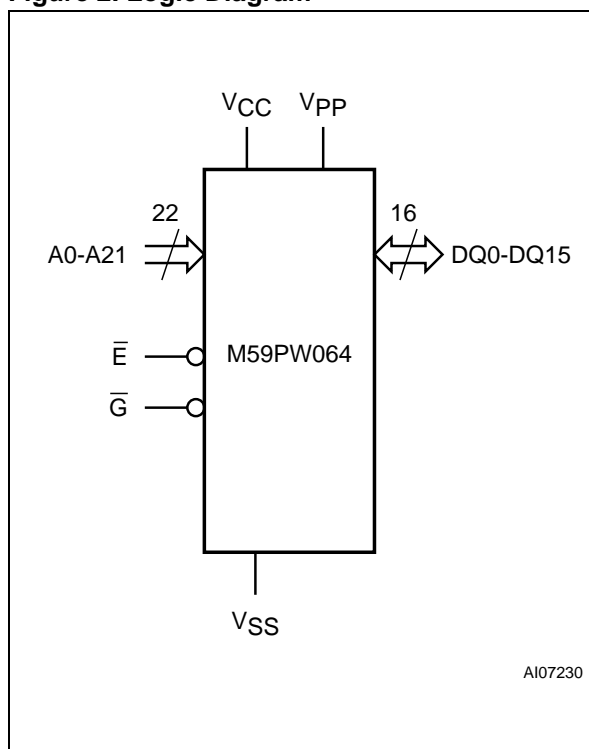 Figure 2. Logic Diagram
VCC VPP
22 16
A0-A21 DQ0-DQ15
E̅ M59PW064
G̅
VSS
AI07230